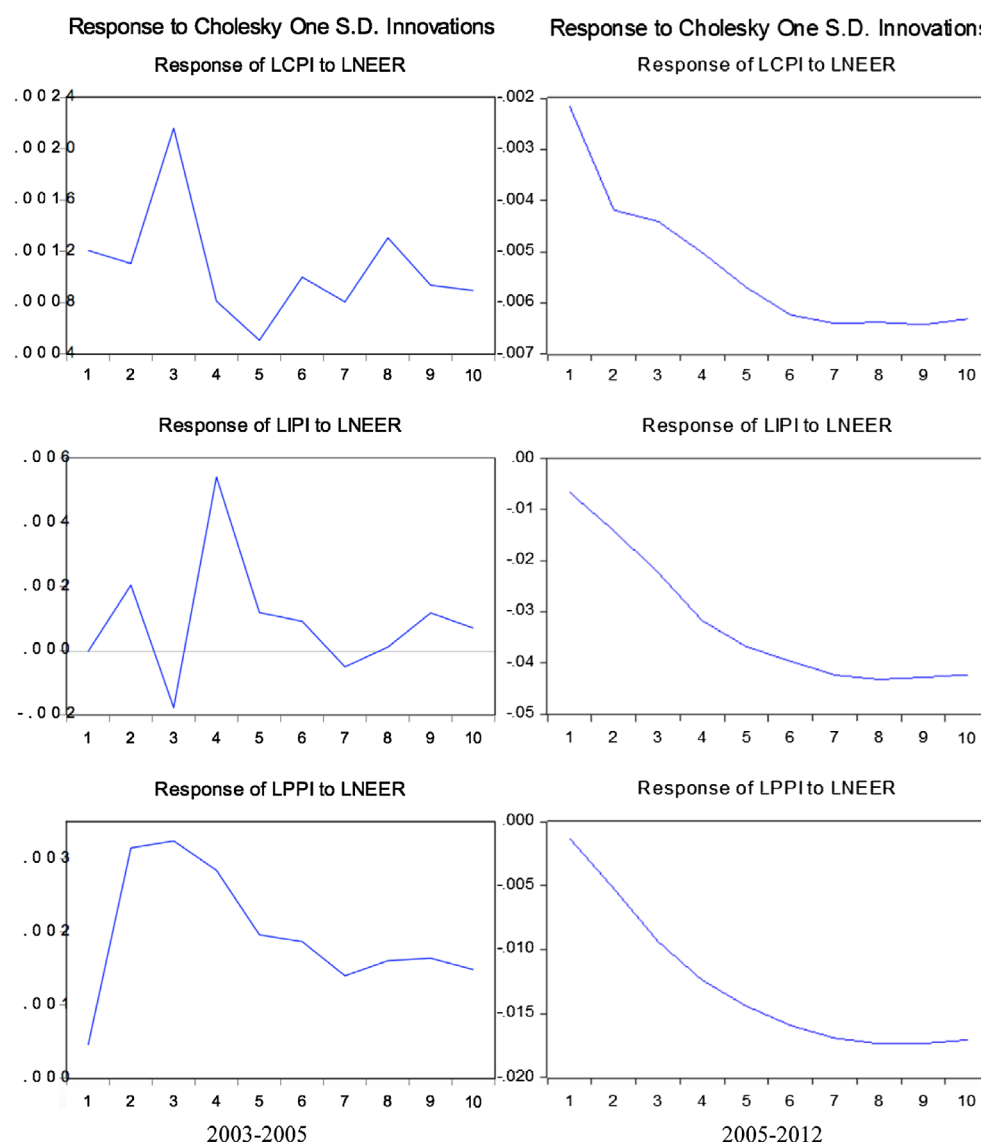 Response to Cholesky One S.D. Innovations
Response of LCPI to LNEER
.0024
.0020
.0016
.0012
.0008
.0004
1 2 3 4 5 6 7 8 9 10
Response of LIPI to LNEER
.006
.004
.002
.000
-.002
1 2 3 4 5 6 7 8 9 10
Response of LPPI to LNEER
.003
.002
.001
.000
1 2 3 4 5 6 7 8 9 10
2003-2005
Response to Cholesky One S.D. Innovations
Response of LCPI to LNEER
-.002
-.003
-.004
-.005
-.006
-.007
1 2 3 4 5 6 7 8 9 10
Response of LIPI to LNEER
.00
-.01
-.02
-.03
-.04
-.05
1 2 3 4 5 6 7 8 9 10
Response of LPPI to LNEER
.000
-.005
-.010
-.015
-.020
1 2 3 4 5 6 7 8 9 10
2005-2012